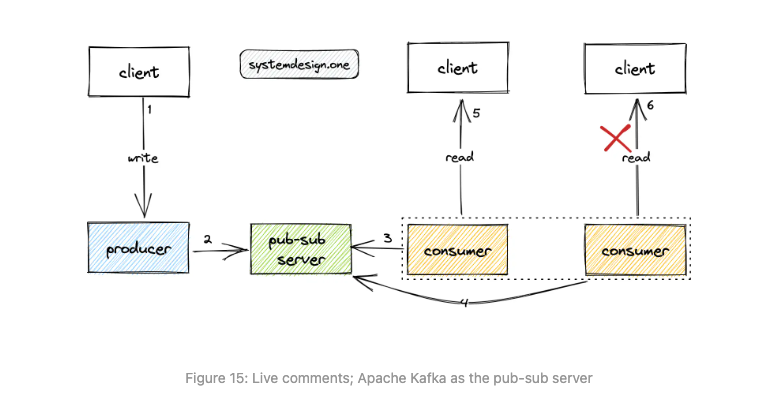 client
systemdesign.one
client
client
1
5
6
write
read
read
producer
2
pub-sub
server
3
consumer
consumer
4
Figure 15: Live comments; Apache Kafka as the pub-sub server